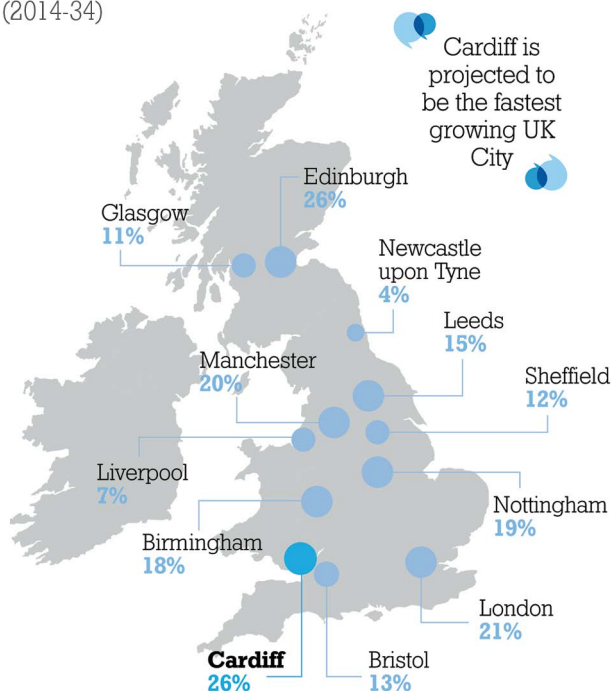 (2014-34)
Cardiff is
projected to
be the fastest
growing UK
City
Edinburgh
26%
Glasgow
11%
Newcastle
upon Tyne
4%
Leeds
15%
Manchester
20%
Sheffield
12%
Liverpool
7%
Nottingham
19%
Birmingham
18%
London
21%
Cardiff
26%
Bristol
13%